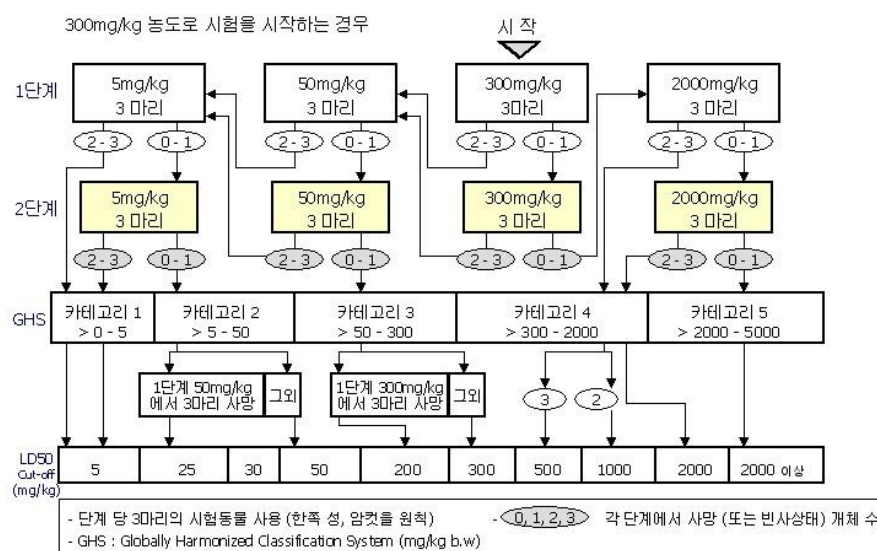 300mg/kg 농도로 시험을 시작하는 경우
시 작
1단계
5mg/kg
3 마리
50mg/kg
3 마리
300mg/kg
3마리
2000mg/kg
3 마리
2 - 3
0 - 1
2 - 3
0 - 1
2 - 3
0 - 1
2 - 3
0 - 1
2단계
5mg/kg
3 마리
50mg/kg
3 마리
300mg/kg
3 마리
2000mg/kg
3 마리
2 - 3
0 - 1
2 - 3
0 - 1
2 - 3
0 - 1
2 - 3
0 - 1
GHS
카테고리 1
> 0 - 5
카테고리 2
> 5 - 50
카테고리 3
> 50 - 300
카테고리 4
> 300 - 2000
카테고리 5
> 2000 - 5000
1단계 50mg/kg
에서 3마리 사망
그외
1단계 300mg/kg
에서 3마리 사망
그외
3
2
LD50
Cut-off
(mg/kg)
5
25
30
50
200
300
500
1000
2000
2000 이상
- 단계 당 3마리의 시험동물 사용 (한쪽 성, 암컷을 원칙)
- 0, 1, 2, 3 각 단계에서 사망 (또는 빈사상태) 개체 수
- GHS : Globally Harmonized Classification System (mg/kg b.w)